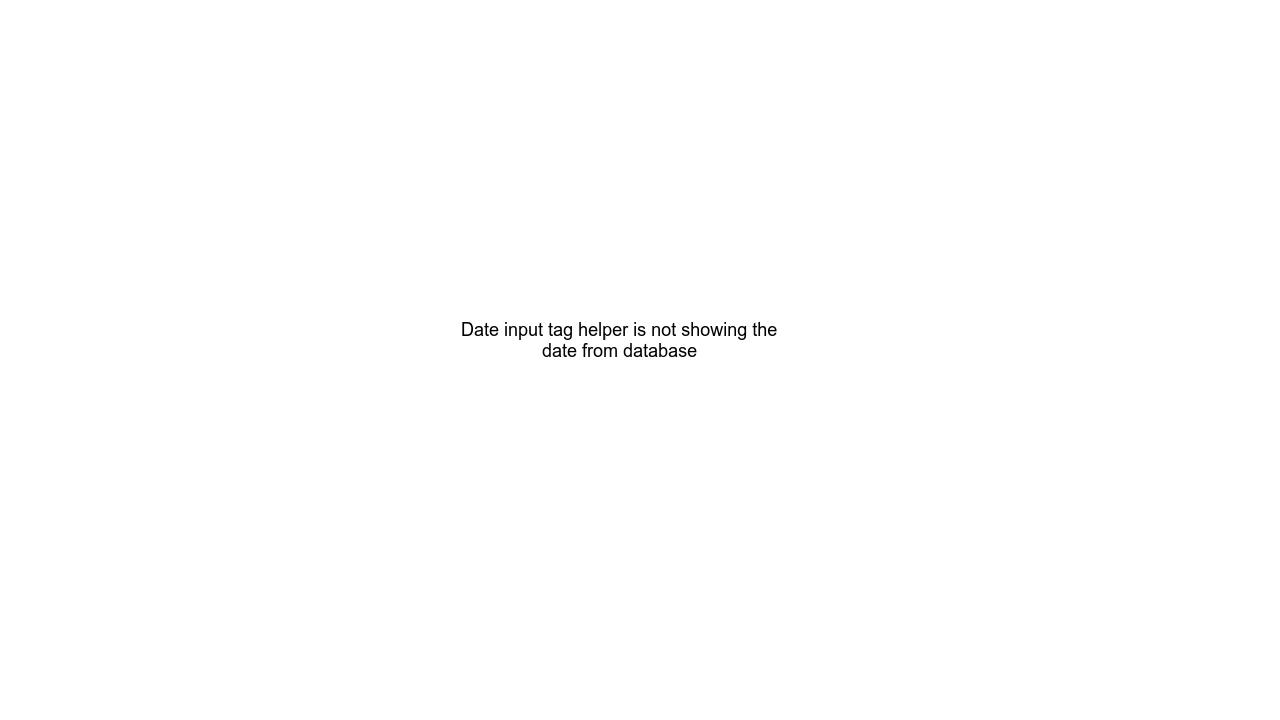 Date input tag helper is not showing the
date from database